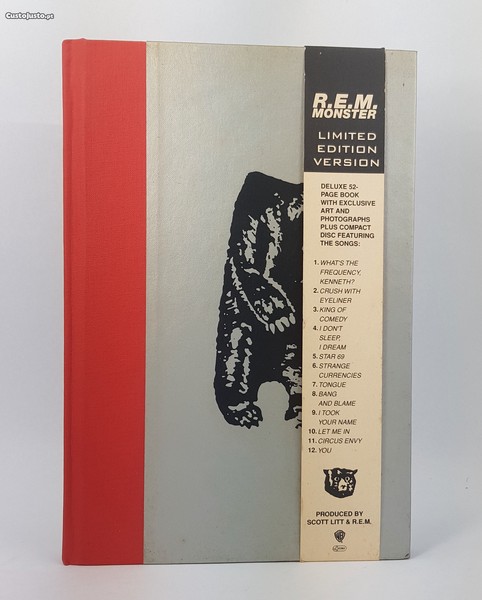 CustoJusto.pt
R.E.M.
MONSTER
LIMITED
EDITION
VERSION
DELUXE 52-
PAGE BOOK
WITH EXCLUSIVE
ART AND
PHOTOGRAPHS
PLUS COMPACT
DISC FEATURING
THE SONGS:
1. WHAT'S THE
FREQUENCY,
KENNETH?
2. CRUSH WITH
EYELINER
3. KING OF
COMEDY
4. I DON'T
SLEEP,
I DREAM
5. STAR 69
6. STRANGE
CURRENCIES
7. TONGUE
8. BANG
AND BLAME
9. I TOOK
YOUR NAME
10. LET ME IN
11. CIRCUS ENVY
12. YOU
PRODUCED BY
SCOTT LITT & R.E.M.